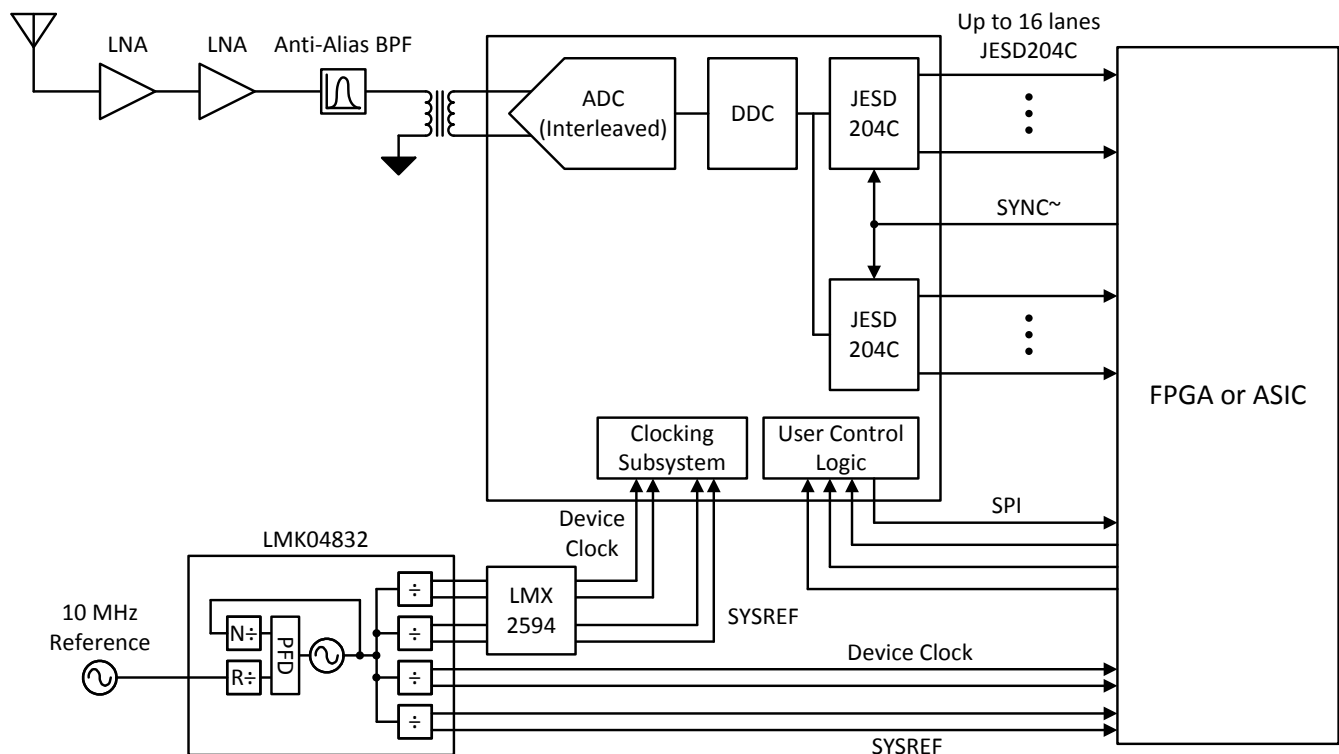 Up to 16 lanes
JESD204C
LNA
LNA
Anti-Alias BPF
ADC
(Interleaved)
DDC
JESD
204C
SYNC~
JESD
204C
FPGA or ASIC
Clocking
Subsystem
User Control
Logic
SPI
Device
Clock
LMK04832
10 MHz
Reference
N÷
R÷
PFD
÷
÷
÷
÷
LMX
2594
SYSREF
Device Clock
SYSREF